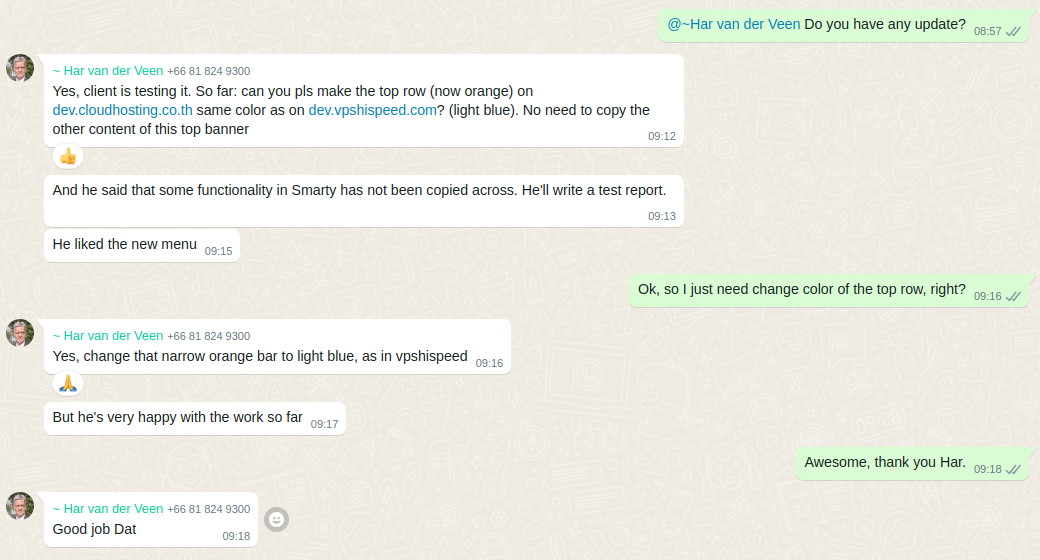 @~Har van der Veen Do you have any update? 08:57
~ Har van der Veen +66 81 824 9300
Yes, client is testing it. So far: can you pls make the top row (now orange) on
dev.cloudhosting.co.th same color as on dev.vpshispeed.com? (light blue). No need to copy the
other content of this top banner
09:12
And he said that some functionality in Smarty has not been copied across. He'll write a test report.
09:13
He liked the new menu 09:15
Ok, so I just need change color of the top row, right? 09:16
~ Har van der Veen +66 81 824 9300
Yes, change that narrow orange bar to light blue, as in vpshispeed 09:16
But he's very happy with the work so far 09:17
Awesome, thank you Har. 09:18
~ Har van der Veen +66 81 824 9300
Good job Dat
09:18